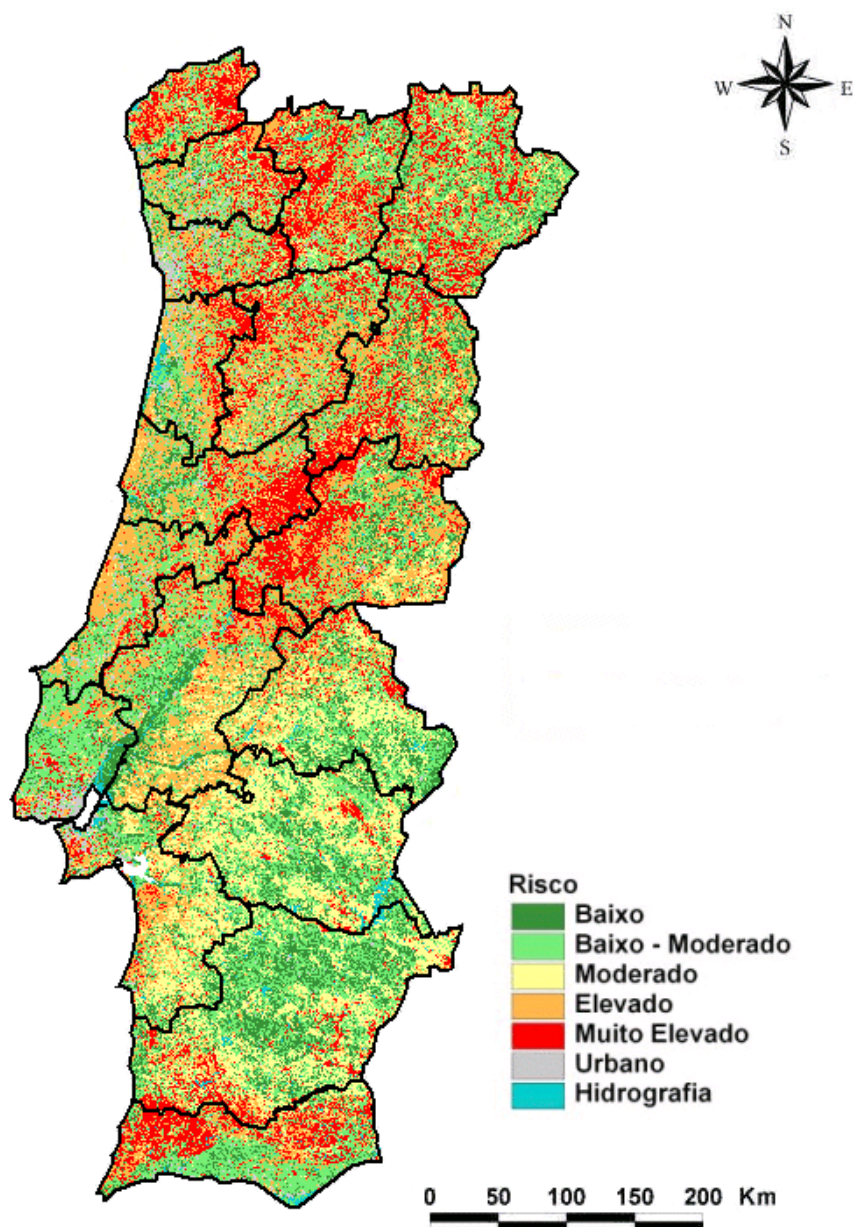 N
W E
S
Risco
Baixo
Baixo - Moderado
Moderado
Elevado
Muito Elevado
Urbano
Hidrografia
0 50 100 150 200 Km